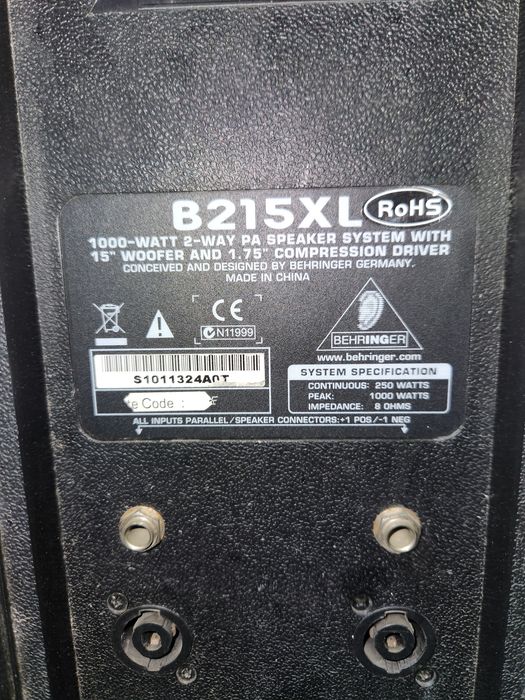 B215XL RoHS
1000-WATT 2-WAY PA SPEAKER SYSTEM WITH
15" WOOFER AND 1.75" COMPRESSION DRIVER
CONCEIVED AND DESIGNED BY BEHRINGER GERMANY.
MADE IN CHINA
CE
N11999
BEHRINGER
www.behringer.com
S1011324A0T
te Code :
SYSTEM SPECIFICATION
CONTINUOUS: 250 WATTS
PEAK: 1000 WATTS
IMPEDANCE: 8 OHMS
ALL INPUTS PARALLEL/SPEAKER CONNECTORS:+1 POS/-1 NEG